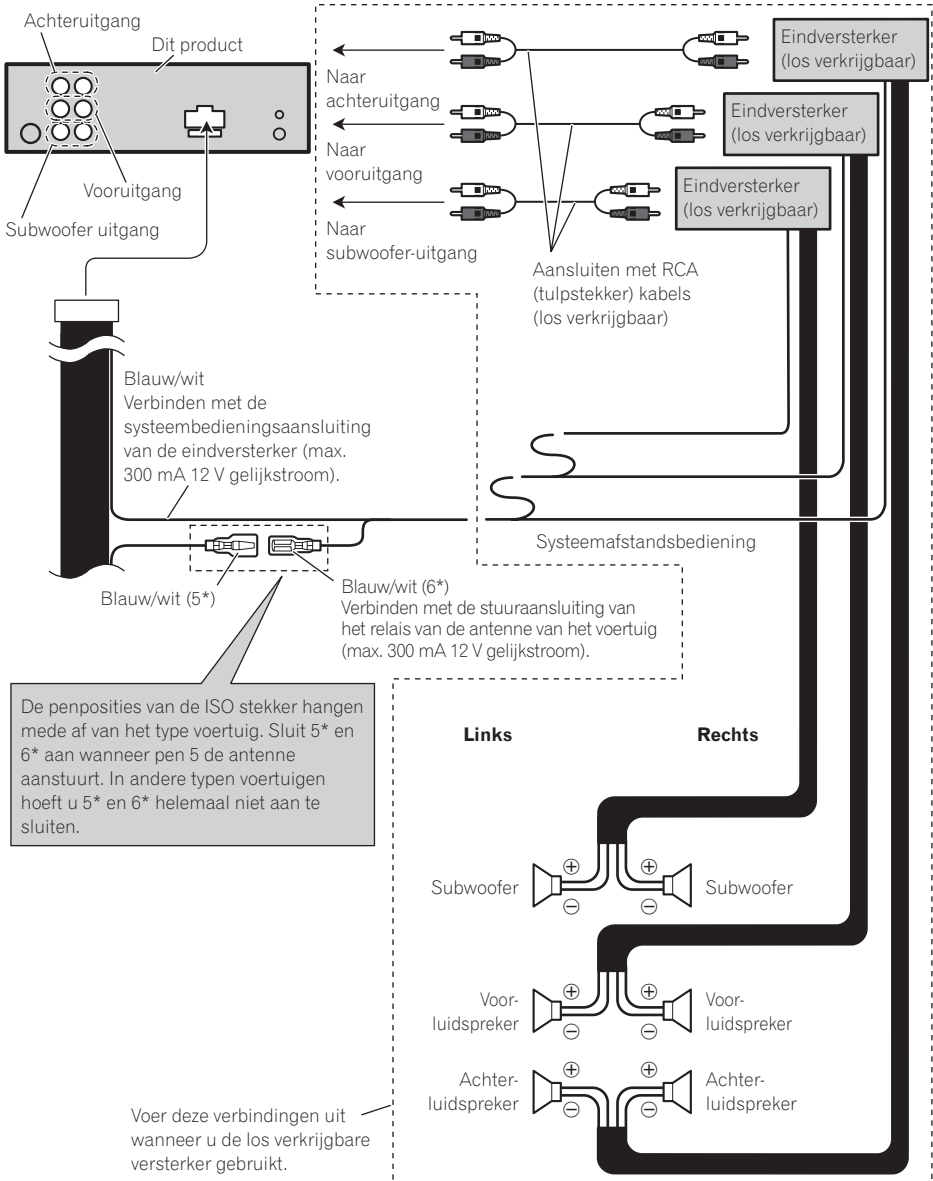 Achteruitgang
Dit product
Vooruitgang
Subwoofer uitgang
Naar
achteruitgang
Naar
vooruitgang
Naar
subwoofer-uitgang
Eindversterker
(los verkrijgbaar)
Eindversterker
(los verkrijgbaar)
Eindversterker
(los verkrijgbaar)
Aansluiten met RCA
(tulpstekker) kabels
(los verkrijgbaar)
Blauw/wit
Verbinden met de
systeembedieningsaansluiting
van de eindversterker (max.
300 mA 12 V gelijkstroom).
Systeemafstandsbediening
Blauw/wit (5*)
Blauw/wit (6*)
Verbinden met de stuuraansluiting van
het relais van de antenne van het voertuig
(max. 300 mA 12 V gelijkstroom).
De penposities van de ISO stekker hangen
mede af van het type voertuig. Sluit 5* en
6* aan wanneer pen 5 de antenne
aanstuurt. In andere typen voertuigen
hoeft u 5* en 6* helemaal niet aan te
sluiten.
Links
Rechts
Subwoofer
+
−
+
−
Subwoofer
Voor-
luidspreker
+
−
+
−
Voor-
luidspreker
Achter-
luidspreker
+
−
+
−
Achter-
luidspreker
Voer deze verbindingen uit
wanneer u de los verkrijgbare
versterker gebruikt.